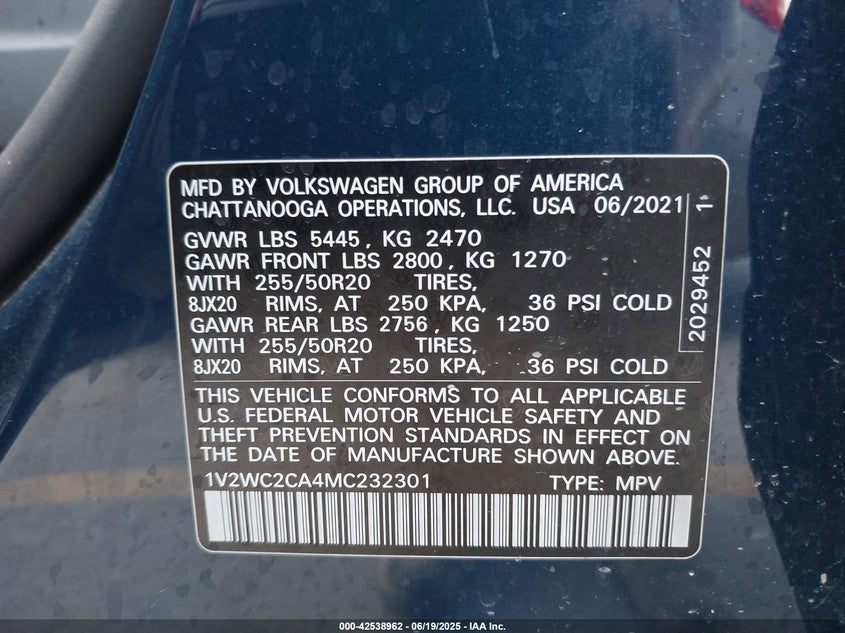 MFD BY VOLKSWAGEN GROUP OF AMERICA
CHATTANOOGA OPERATIONS, LLC. USA 06/2021
GVWR LBS 5445, KG 2470
GAWR FRONT LBS 2800, KG 1270
WITH 255/50R20 TIRES,
8JX20 RIMS, AT 250 KPA, 36 PSI COLD
GAWR REAR LBS 2756, KG 1250
WITH 255/50R20 TIRES,
8JX20 RIMS, AT 250 KPA, 36 PSI COLD
2029452 1
THIS VEHICLE CONFORMS TO ALL APPLICABLE
U.S. FEDERAL MOTOR VEHICLE SAFETY AND
THEFT PREVENTION STANDARDS IN EFFECT ON
THE DATE OF MANUFACTURE SHOWN ABOVE.
1V2WC2CA4MC232301 TYPE: MPV
000-42538962 - 06/19/2025 - IAA Inc.